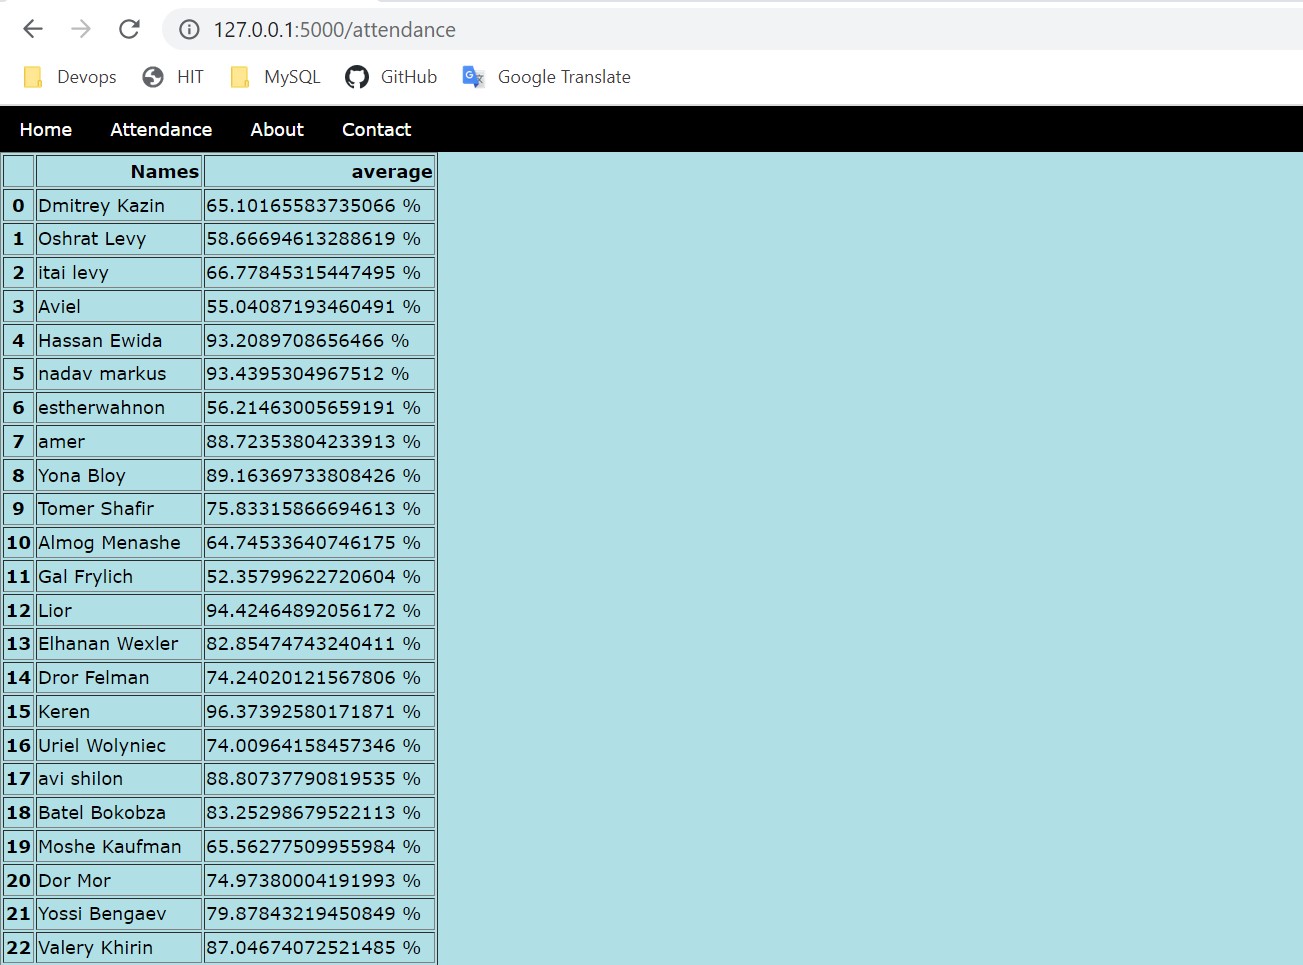 127.0.0.1:5000/attendance
Devops HIT MySQL GitHub Google Translate
Home Attendance About Contact
Names average
0 Dmitrey Kazin 65.10165583735066 %
1 Oshrat Levy 58.66694613288619 %
2 itai levy 66.77845315447495 %
3 Aviel 55.04087193460491 %
4 Hassan Ewida 93.2089708656466 %
5 nadav markus 93.4395304967512 %
6 estherwahnon 56.21463005659191 %
7 amer 88.72353804233913 %
8 Yona Bloy 89.16369733808426 %
9 Tomer Shafir 75.83315866694613 %
10 Almog Menashe 64.74533640746175 %
11 Gal Frylich 52.35799622720604 %
12 Lior 94.42464892056172 %
13 Elhanan Wexler 82.85474743240411 %
14 Dror Felman 74.24020121567806 %
15 Keren 96.37392580171871 %
16 Uriel Wolyniec 74.00964158457346 %
17 avi shilon 88.80737790819535 %
18 Batel Bokobza 83.25298679522113 %
19 Moshe Kaufman 65.56277509955984 %
20 Dor Mor 74.97380004191993 %
21 Yossi Bengaev 79.87843219450849 %
22 Valery Khirin 87.04674072521485 %